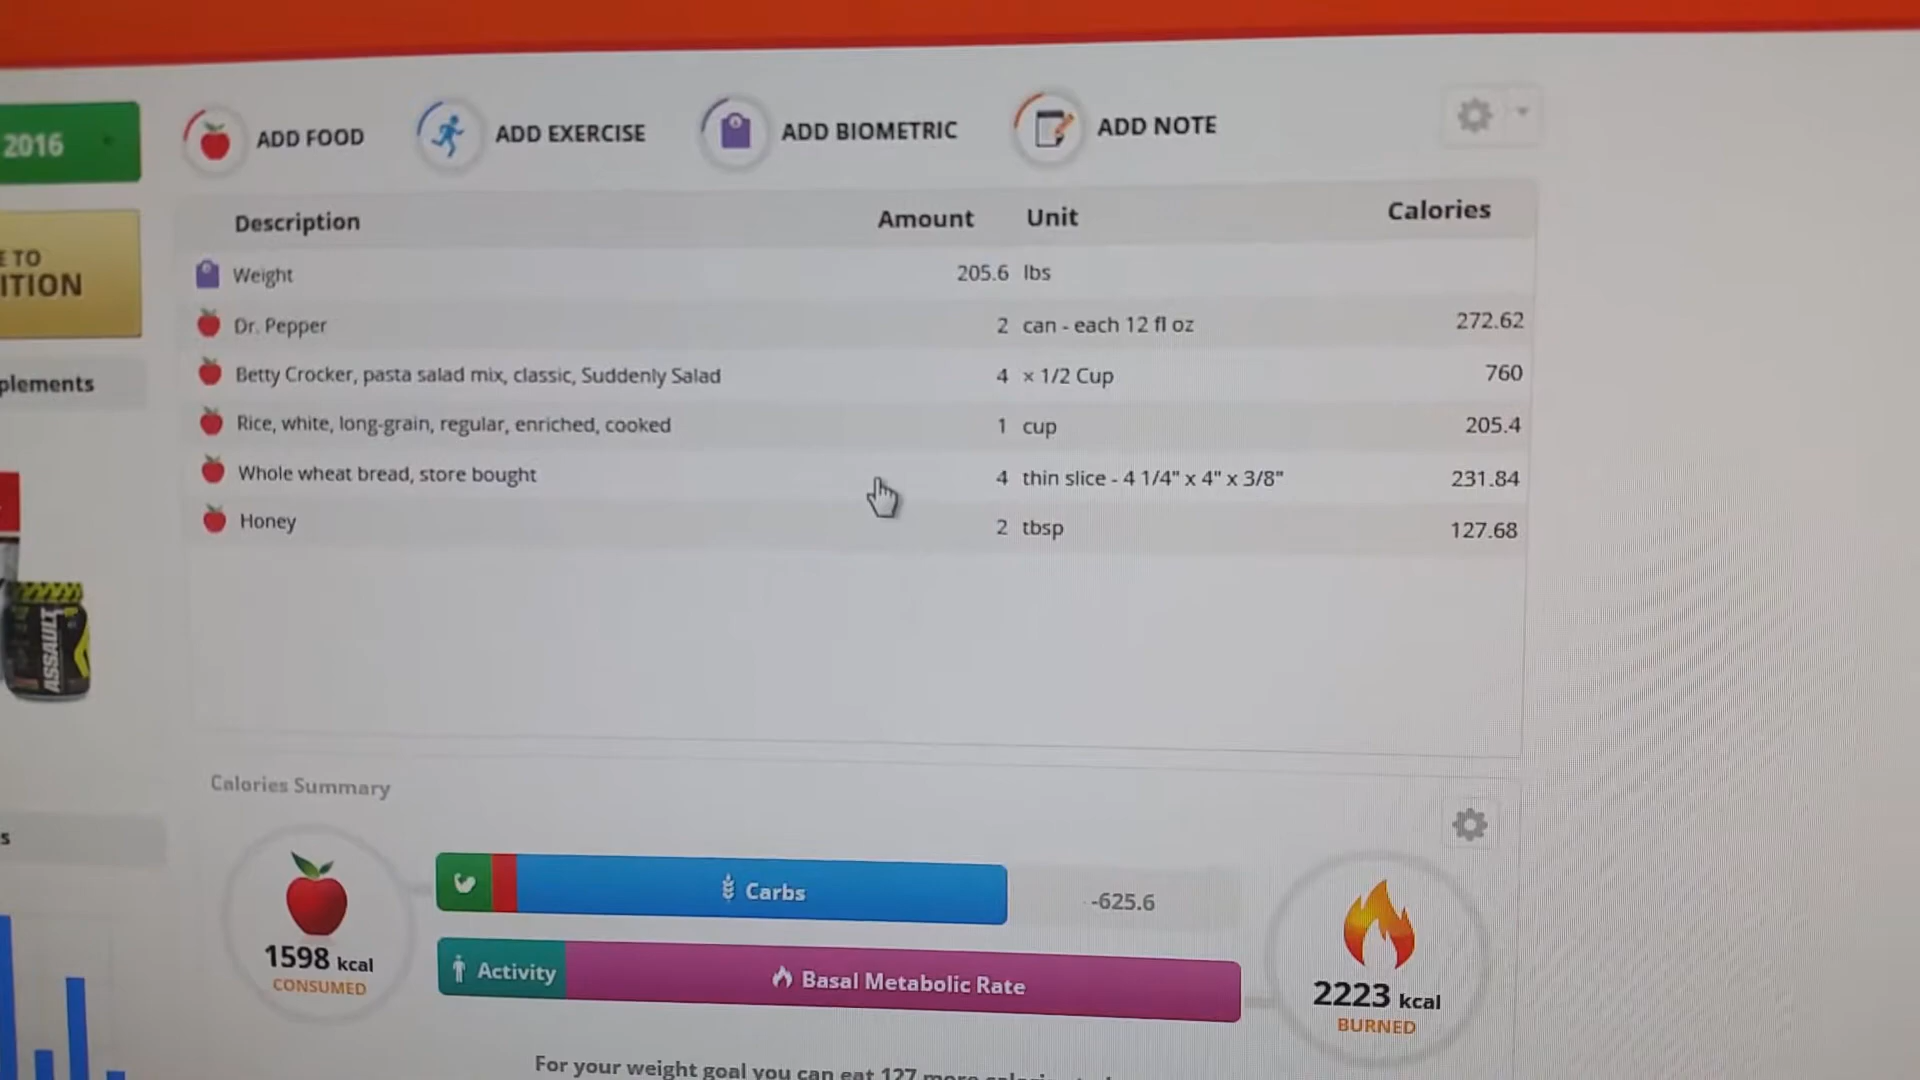 2016
ADD FOOD
ADD EXERCISE
ADD BIOMETRIC
ADD NOTE
E TO
ITION
plements
ASSAULT
s
Description Amount Unit Calories
Weight 205.6 lbs
Dr. Pepper 2 can - each 12 fl oz 272.62
Betty Crocker, pasta salad mix, classic, Suddenly Salad 4 x 1/2 Cup 760
Rice, white, long-grain, regular, enriched, cooked 1 cup 205.4
Whole wheat bread, store bought 4 thin slice - 4 1/4" x 4" x 3/8" 231.84
Honey 2 tbsp 127.68
Calories Summary
1598 kcal
CONSUMED
Carbs
-625.6
Activity
Basal Metabolic Rate
2223 kcal
BURNED
For your weight goal you can eat 127 more